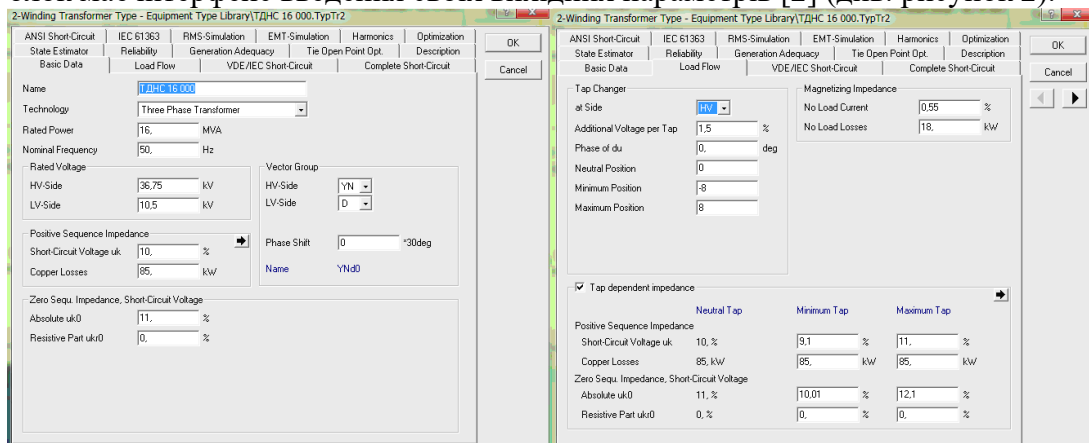 2-Winding Transformer Type - Equipment Type Library\ТДНС 16 000.TypTr2
ANSI Short-Circuit IEC 61363 RMS-Simulation EMT-Simulation Harmonics Optimization
State Estimator Reliability Generation Adequacy Tie Open Point Opt. Description
Basic Data Load Flow VDE/IEC Short-Circuit Complete Short-Circuit
OK
Cancel
Name ТДНС 16 000
Technology Three Phase Transformer
Rated Power 16, MVA
Nominal Frequency 50, Hz
Rated Voltage
HV-Side 36,75 kV
LV-Side 10,5 kV
Vector Group
HV-Side YN
LV-Side D
Positive Sequence Impedance
Short-Circuit Voltage uk 10, %
Copper Losses 85, kW
Phase Shift 0 *30deg
Name YNd0
Zero Sequ. Impedance, Short-Circuit Voltage
Absolute uk0 11, %
Resistive Part ukr0 0, %
2-Winding Transformer Type - Equipment Type Library\ТДНС 16 000.TypTr2
ANSI Short-Circuit IEC 61363 RMS-Simulation EMT-Simulation Harmonics Optimization
State Estimator Reliability Generation Adequacy Tie Open Point Opt. Description
Basic Data Load Flow VDE/IEC Short-Circuit Complete Short-Circuit
OK
Cancel
Tap Changer
at Side HV
Additional Voltage per Tap 1,5 %
Phase of du 0, deg
Neutral Position 0
Minimum Position -8
Maximum Position 8
Magnetizing Impedance
No Load Current 0,55 %
No Load Losses 18, kW
Tap dependent impedance
Neutral Tap Minimum Tap Maximum Tap
Positive Sequence Impedance
Short-Circuit Voltage uk 10, % 9,1 % 11, %
Copper Losses 85, kW 85, kW 85, kW
Zero Sequ. Impedance, Short-Circuit Voltage
Absolute uk0 11, % 10,01 % 12,1 %
Resistive Part ukr0 0, % 0, % 0, %